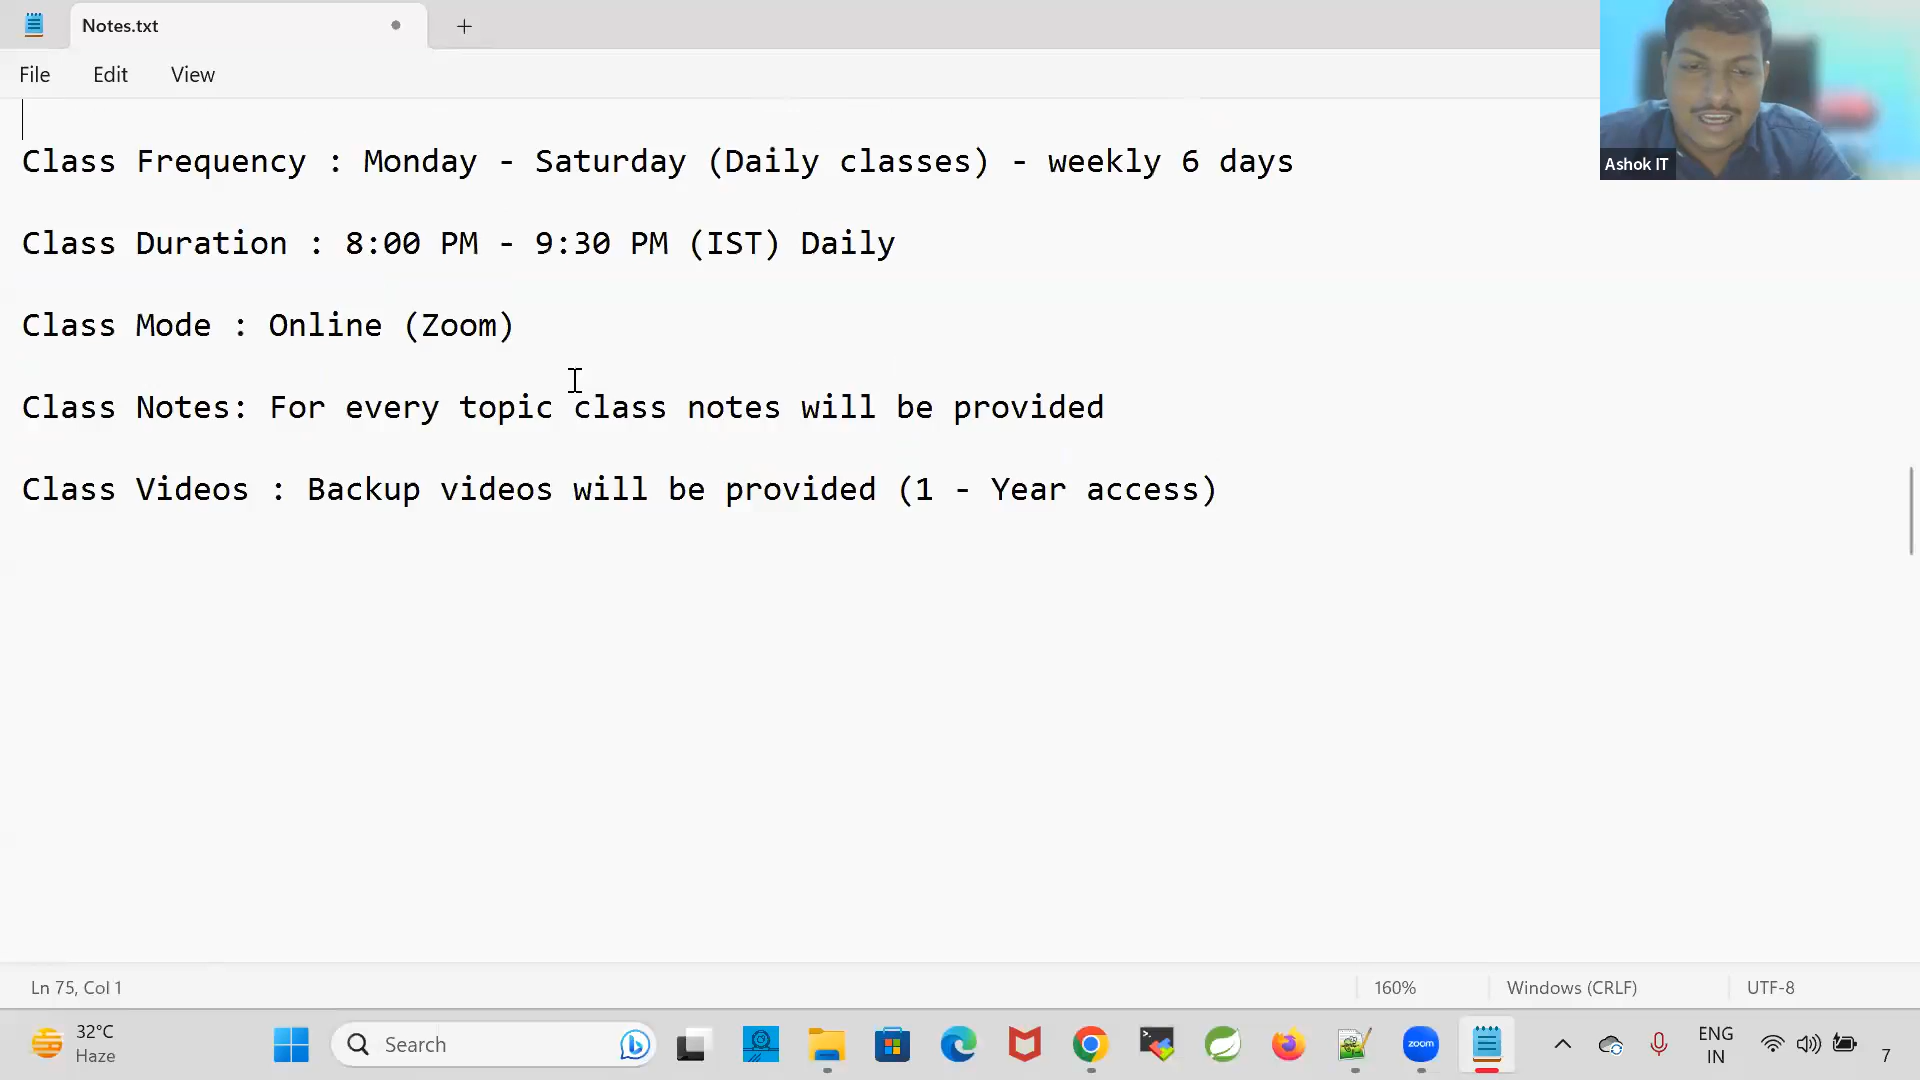 Notes.txt
File Edit View
Ashok IT
Class Frequency : Monday - Saturday (Daily classes) - weekly 6 days
Class Duration : 8:00 PM - 9:30 PM (IST) Daily
Class Mode : Online (Zoom)
Class Notes: For every topic class notes will be provided
Class Videos : Backup videos will be provided (1 - Year access)
Ln 75, Col 1 160% Windows (CRLF) UTF-8
32°C
Haze
Search
zoom
ENG
IN
7